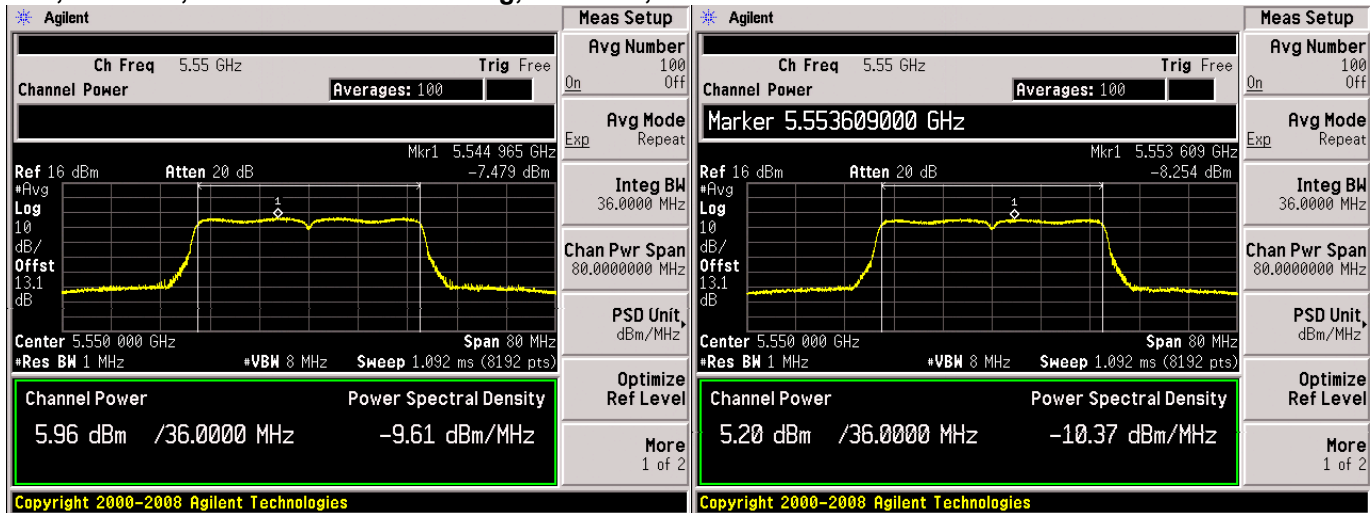 Agilent
Meas Setup
Ch Freq 5.55 GHz
Trig Free
Channel Power
Averages: 100
Mkr1 5.544 965 GHz
Ref 16 dBm
Atten 20 dB
-7.479 dBm
#Avg
Log
10
dB/
Offst
13.1
dB
1
Center 5.550 000 GHz
Span 80 MHz
#Res BW 1 MHz
#VBW 8 MHz
Sweep 1.092 ms (8192 pts)
Channel Power
Power Spectral Density
5.96 dBm /36.0000 MHz
-9.61 dBm/MHz
Copyright 2000-2008 Agilent Technologies
Avg Number
100
On Off
Avg Mode
Exp Repeat
Integ BW
36.0000 MHz
Chan Pwr Span
80.0000000 MHz
PSD Unit
dBm/MHz
Optimize
Ref Level
More
1 of 2
Agilent
Meas Setup
Ch Freq 5.55 GHz
Trig Free
Channel Power
Averages: 100
Marker 5.553609000 GHz
Mkr1 5.553 609 GHz
Ref 16 dBm
Atten 20 dB
-8.254 dBm
#Avg
Log
10
dB/
Offst
13.1
dB
1
Center 5.550 000 GHz
Span 80 MHz
#Res BW 1 MHz
#VBW 8 MHz
Sweep 1.092 ms (8192 pts)
Channel Power
Power Spectral Density
5.20 dBm /36.0000 MHz
-10.37 dBm/MHz
Copyright 2000-2008 Agilent Technologies
Avg Number
100
On Off
Avg Mode
Exp Repeat
Integ BW
36.0000 MHz
Chan Pwr Span
80.0000000 MHz
PSD Unit
dBm/MHz
Optimize
Ref Level
More
1 of 2